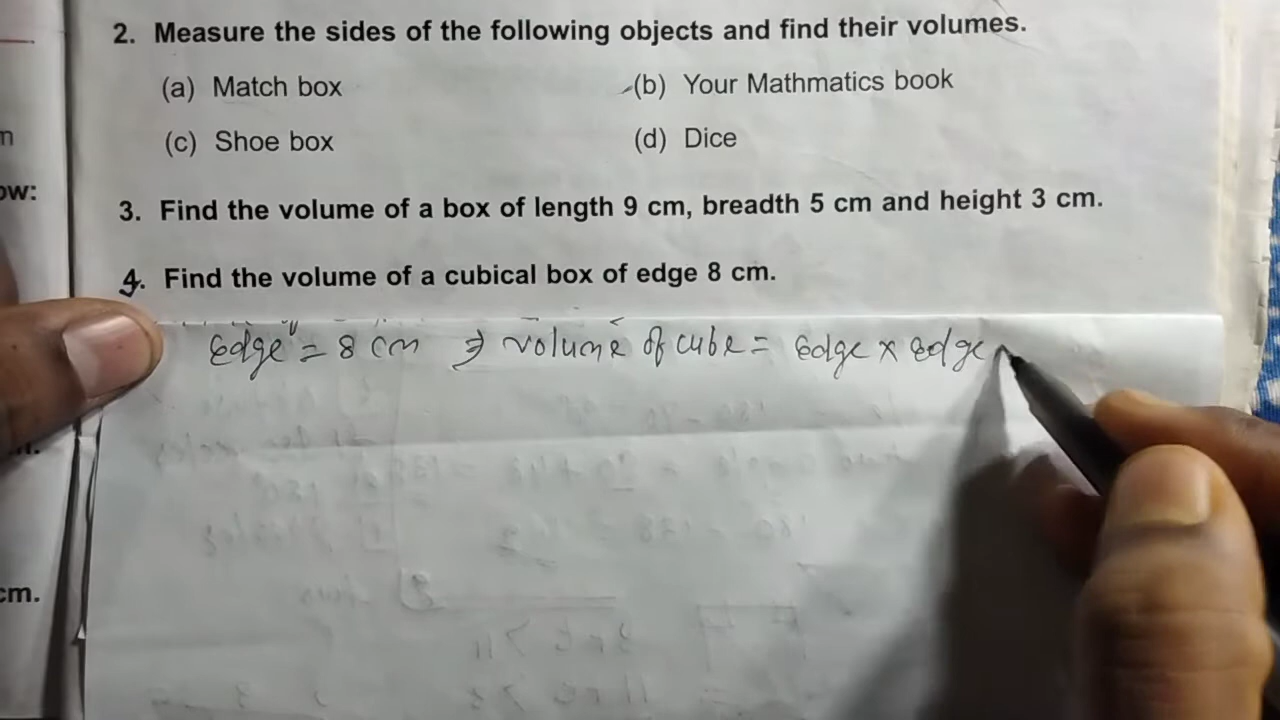 2. Measure the sides of the following objects and find their volumes.
(a) Match box (b) Your Mathmatics book
(c) Shoe box (d) Dice
ow:
3. Find the volume of a box of length 9 cm, breadth 5 cm and height 3 cm.
4. Find the volume of a cubical box of edge 8 cm.
Edge = 8 cm ⇒ volume of cube = Edge × Edge
cm.